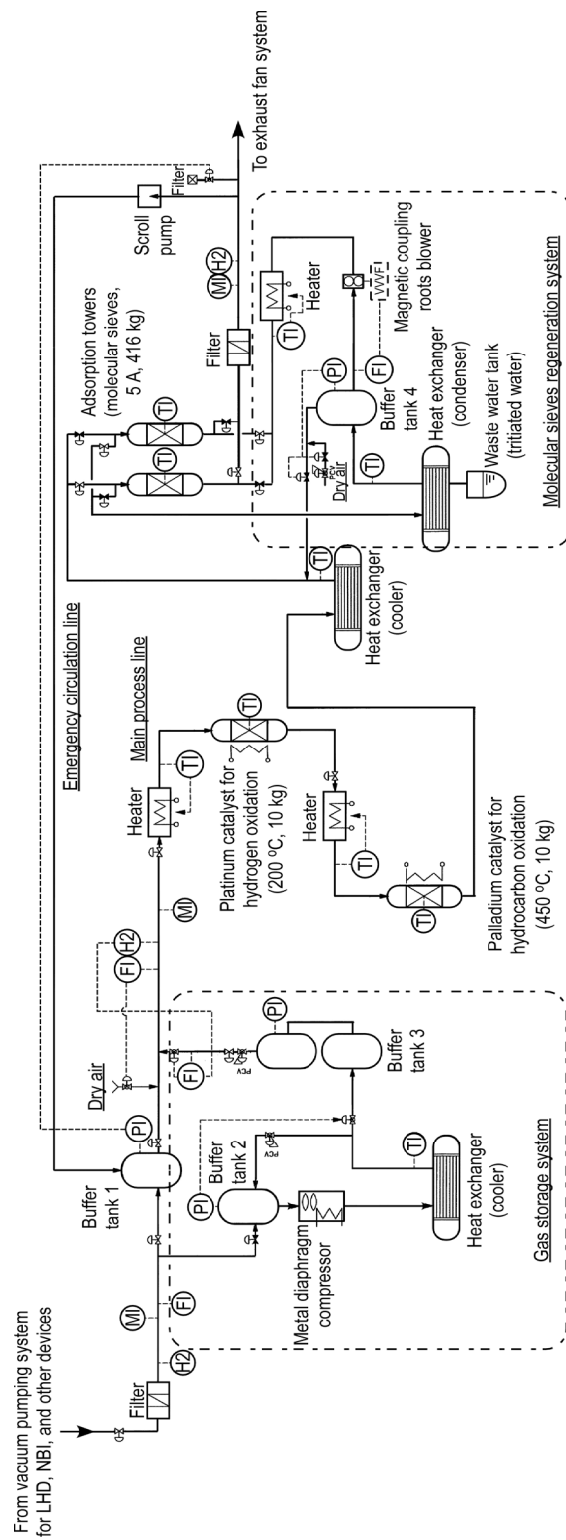 From vacuum pumping system
for LHD, NBI, and other devices
Filter
H2
MI
FI
Buffer
tank 1
PI
Dry air
FI
H2
MI
Emergency circulation line
Main process line
Heater
TI
Platinum catalyst for
hydrogen oxidation
(200 ºC, 10 kg)
TI
Heater
TI
Palladium catalyst for
hydrocarbon oxidation
(450 ºC, 10 kg)
TI
Gas storage system
PI
Buffer
tank 2
PCV
Metal diaphragm
compressor
TI
Heat exchanger
(cooler)
FI
PCV
PI
Buffer
tank 3
TI
Heat exchanger
(cooler)
Adsorption towers
(molecular sieves,
5 A, 416 kg)
TI
TI
Filter
MI
H2
Scroll
pump
Filter
To exhaust fan system
Heater
TI
PI
FI
VVVF
Magnetic coupling
roots blower
Buffer
tank 4
PCV
Dry air
TI
Heat exchanger
(condenser)
Waste water tank
(tritiated water)
Molecular sieves regeneration system